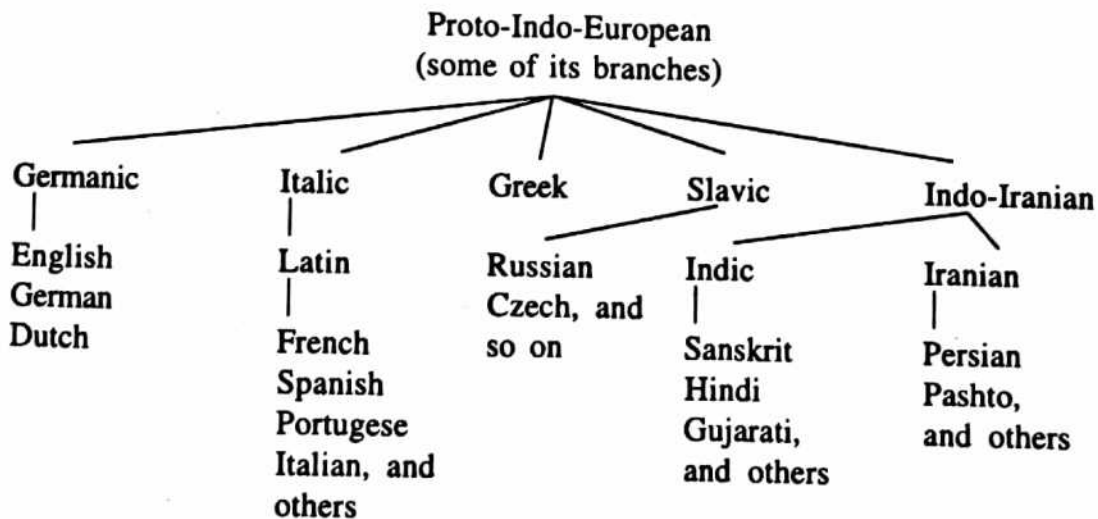 Proto-Indo-European
(some of its branches)
Germanic
Italic
Greek
Slavic
Indo-Iranian
English
German
Dutch
Latin
French
Spanish
Portugese
Italian, and
others
Russian
Czech, and
so on
Indic
Sanskrit
Hindi
Gujarati,
and others
Iranian
Persian
Pashto,
and others